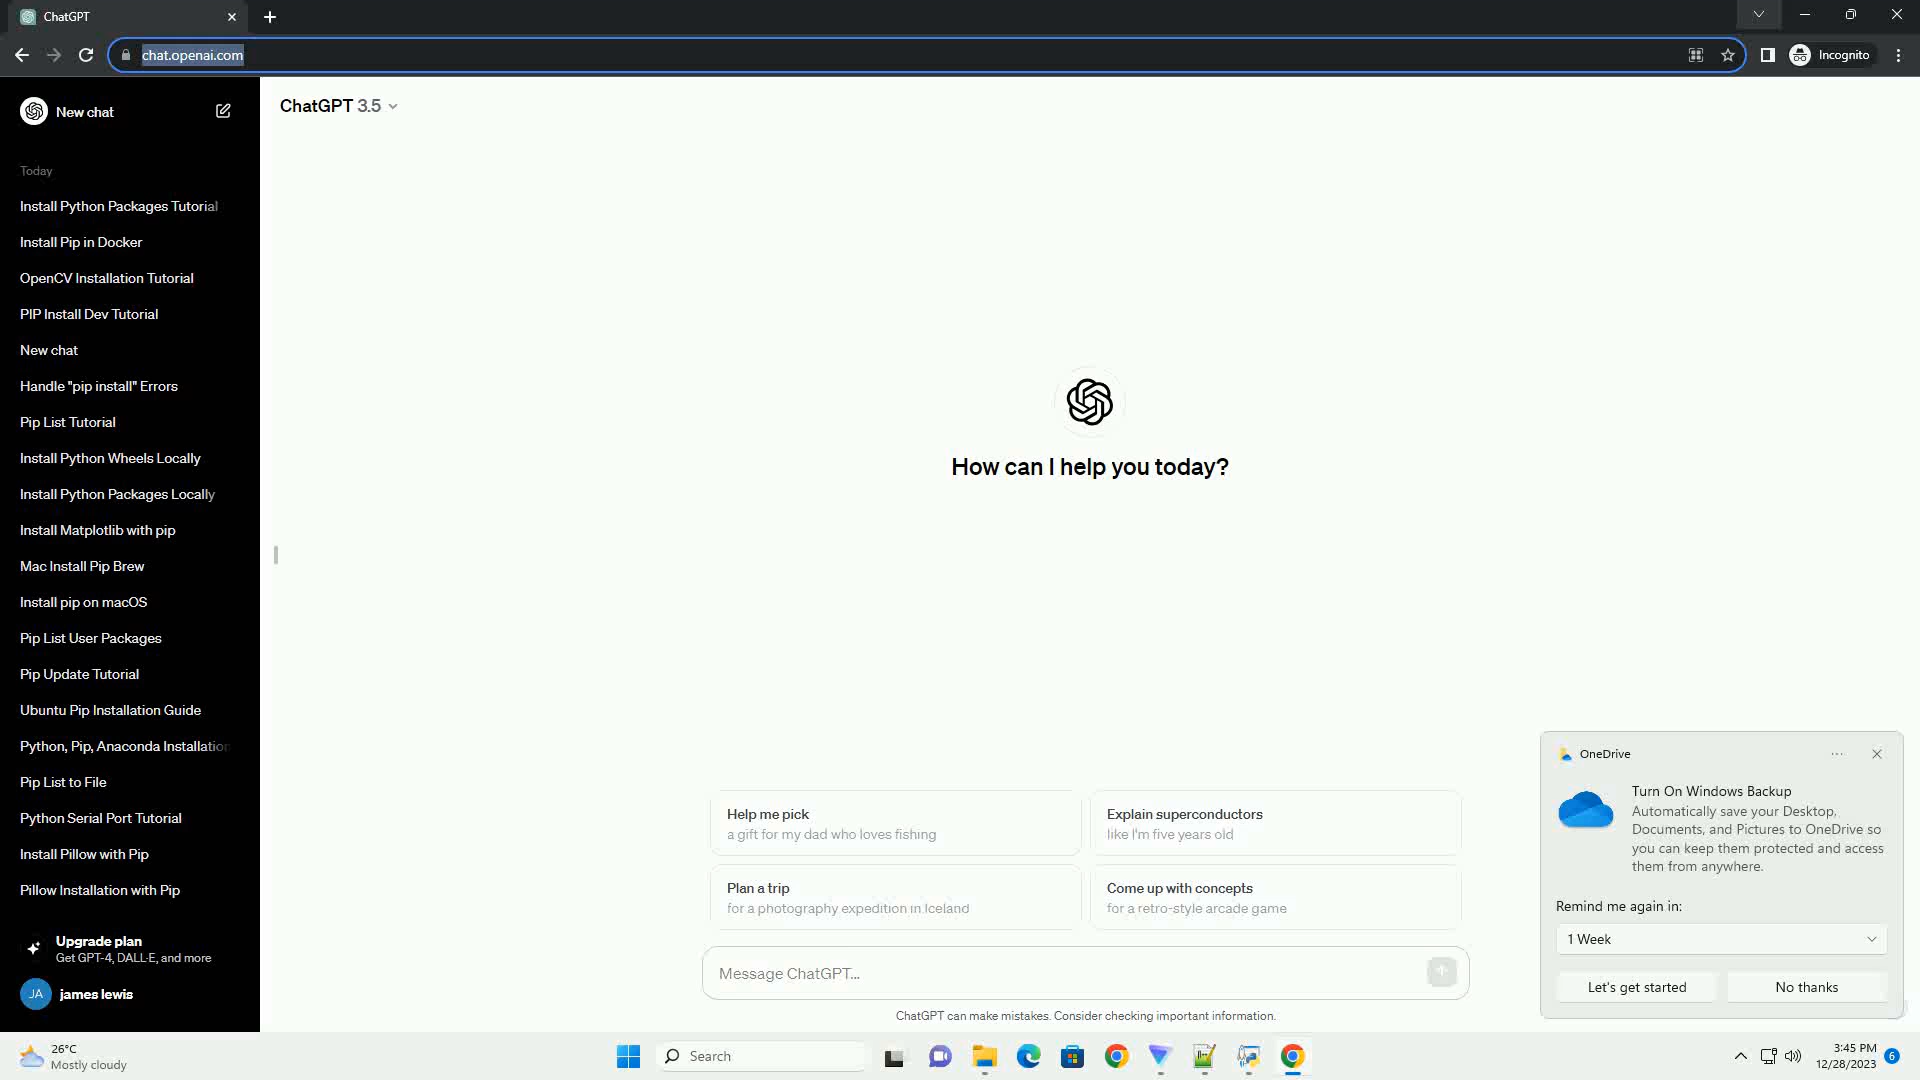 ChatGPT
chat.openai.com
Incognito
New chat
Today
Install Python Packages Tutorial
Install Pip in Docker
OpenCV Installation Tutorial
PIP Install Dev Tutorial
New chat
Handle "pip install" Errors
Pip List Tutorial
Install Python Wheels Locally
Install Python Packages Locally
Install Matplotlib with pip
Mac Install Pip Brew
Install pip on macOS
Pip List User Packages
Pip Update Tutorial
Ubuntu Pip Installation Guide
Python, Pip, Anaconda Installation
Pip List to File
Python Serial Port Tutorial
Install Pillow with Pip
Pillow Installation with Pip
Upgrade plan
Get GPT-4, DALL·E, and more
JA james lewis
ChatGPT 3.5
How can I help you today?
Help me pick
a gift for my dad who loves fishing
Explain superconductors
like I'm five years old
Plan a trip
for a photography expedition in Iceland
Come up with concepts
for a retro-style arcade game
Message ChatGPT...
ChatGPT can make mistakes. Consider checking important information.
OneDrive
Turn On Windows Backup
Automatically save your Desktop,
Documents, and Pictures to OneDrive so
you can keep them protected and access
them from anywhere.
Remind me again in:
1 Week
Let's get started
No thanks
26°C
Mostly cloudy
Search
3:45 PM
12/28/2023
6